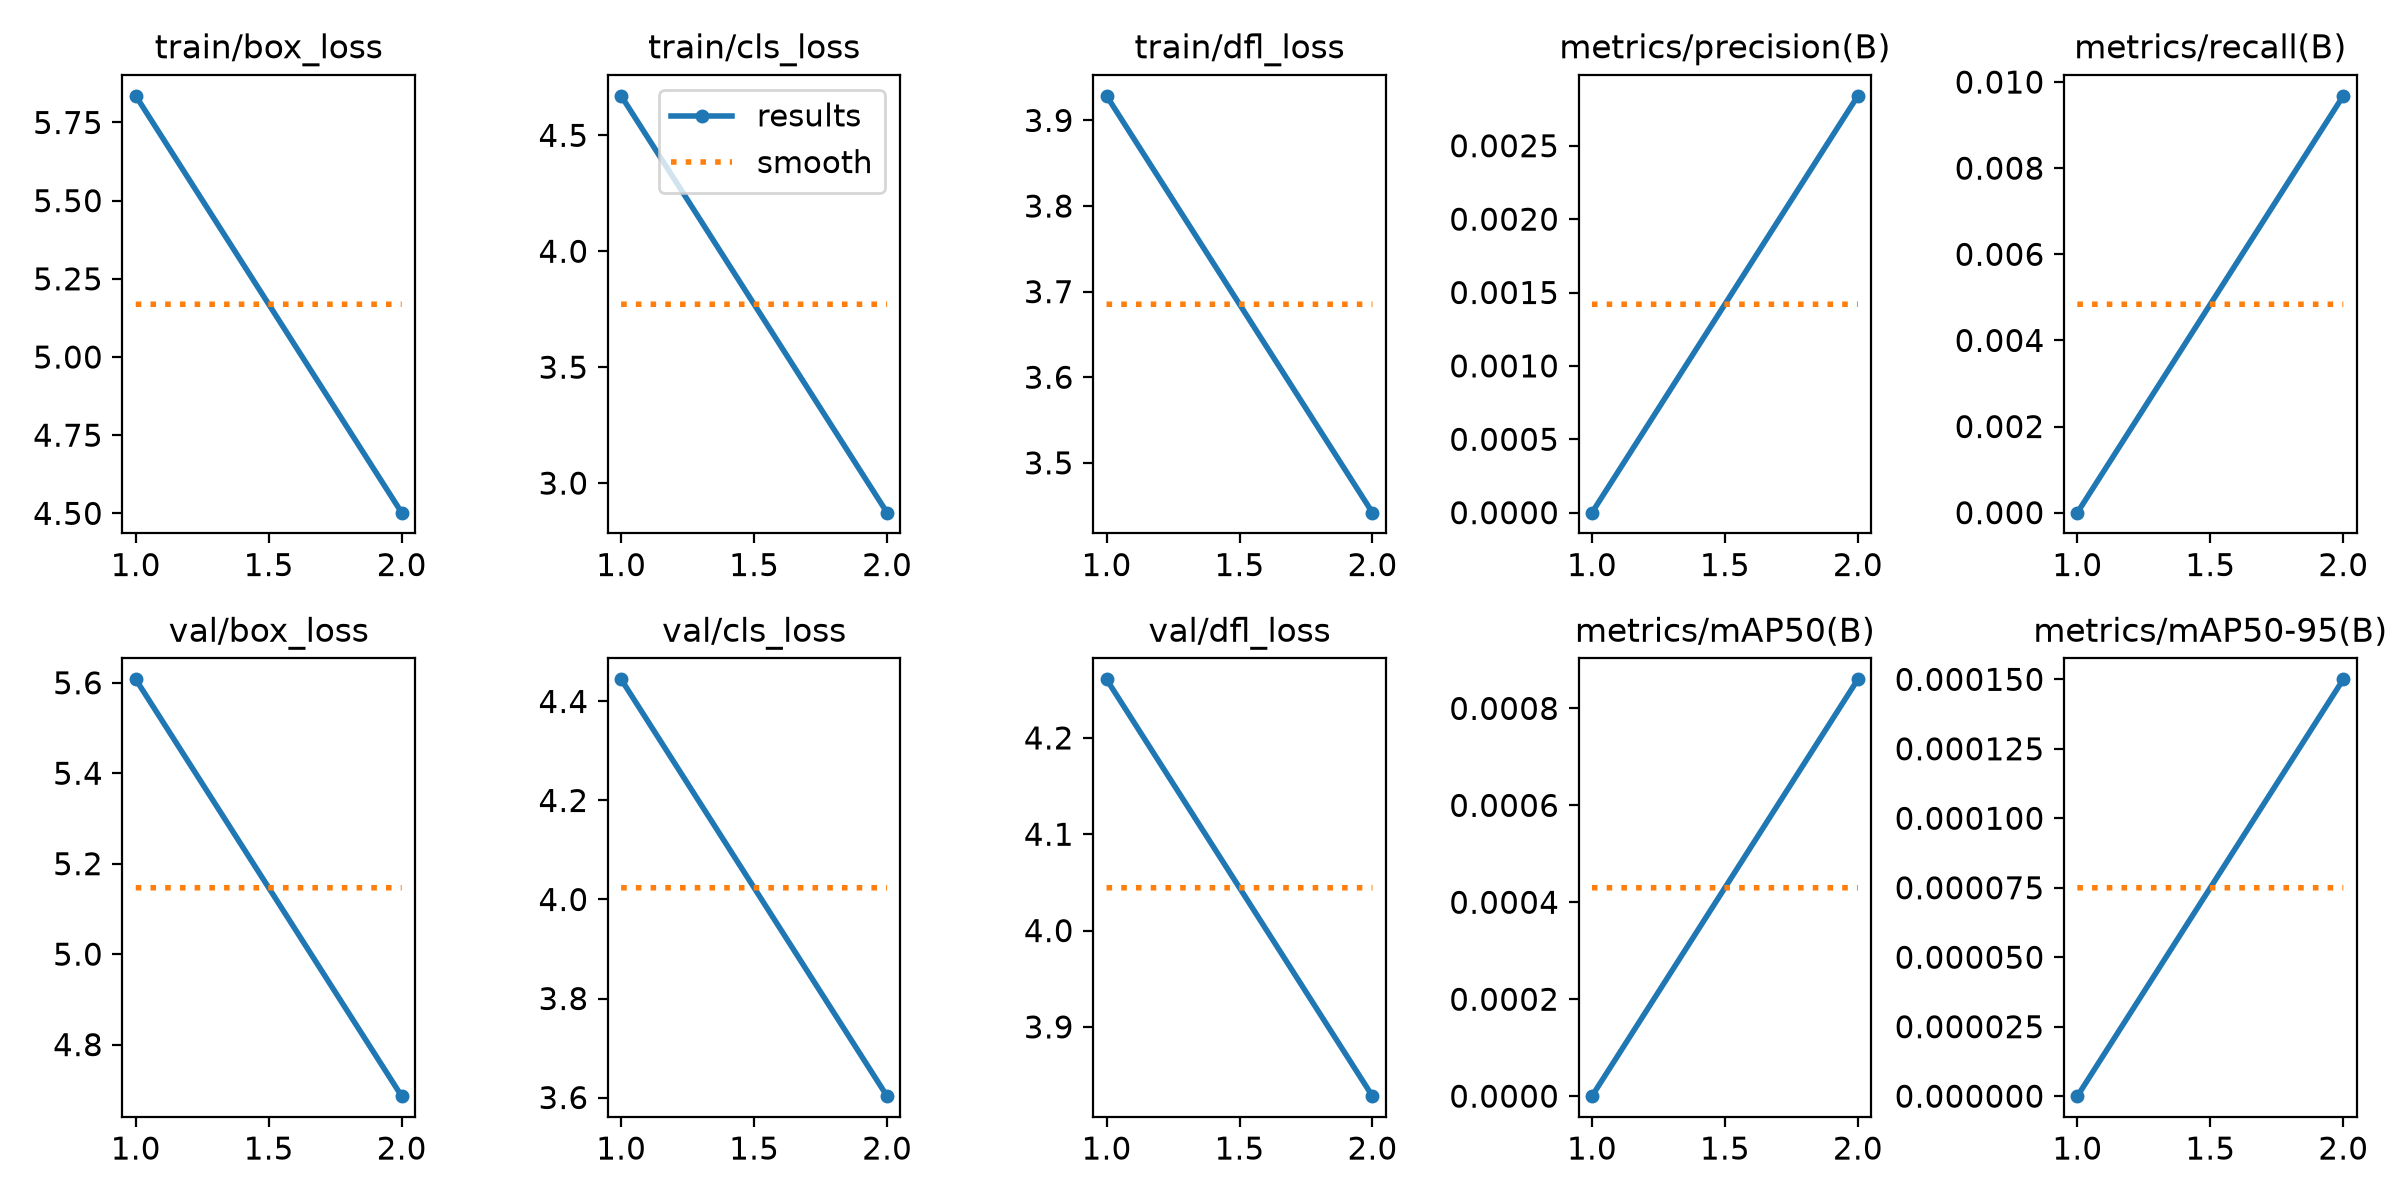 train/box_loss
train/cls_loss
train/dfl_loss
metrics/precision(B)
metrics/recall(B)
5.75
5.50
5.25
5.00
4.75
4.50
1.0 1.5 2.0
results
smooth
4.5
4.0
3.5
3.0
1.0 1.5 2.0
3.9
3.8
3.7
3.6
3.5
1.0 1.5 2.0
0.0025
0.0020
0.0015
0.0010
0.0005
0.0000
1.0 1.5 2.0
0.010
0.008
0.006
0.004
0.002
0.000
1.0 1.5 2.0
val/box_loss
val/cls_loss
val/dfl_loss
metrics/mAP50(B)
metrics/mAP50-95(B)
5.6
5.4
5.2
5.0
4.8
1.0 1.5 2.0
4.4
4.2
4.0
3.8
3.6
1.0 1.5 2.0
4.2
4.1
4.0
3.9
1.0 1.5 2.0
0.0008
0.0006
0.0004
0.0002
0.0000
1.0 1.5 2.0
0.000150
0.000125
0.000100
0.000075
0.000050
0.000025
0.000000
1.0 1.5 2.0